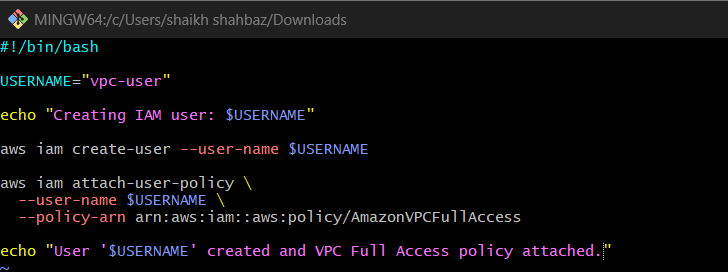 MINGW64:/c/Users/shaikh shahbaz/Downloads
#!/bin/bash
USERNAME="vpc-user"
echo "Creating IAM user: $USERNAME"
aws iam create-user --user-name $USERNAME
aws iam attach-user-policy \
--user-name $USERNAME \
--policy-arn arn:aws:iam::aws:policy/AmazonVPCFullAccess
echo "User '$USERNAME' created and VPC Full Access policy attached."
~